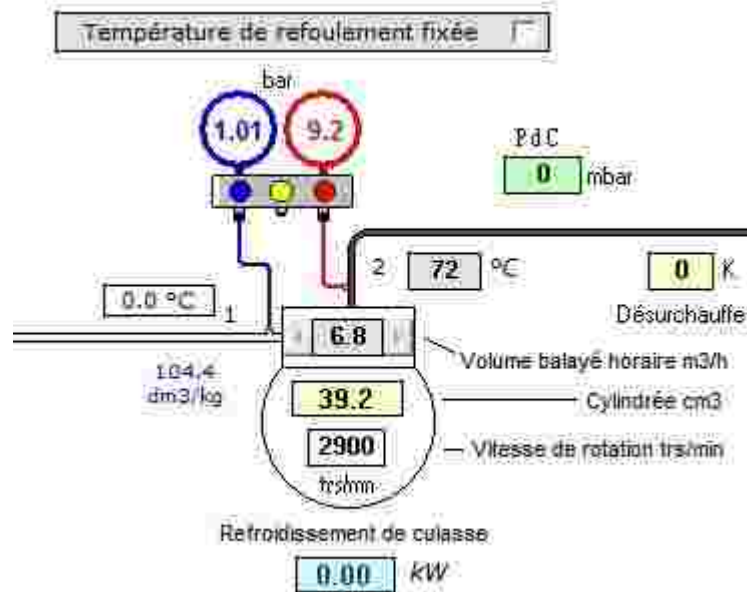 Température de refoulement fixée
bar
1.01 9.2
PdC
0 mbar
2 72 °C 0 K
0.0 °C 1
Désurchauffe
6.8
Volume balayé horaire m3/h
104.4
dm3/kg
39.2 Cylindrée cm3
2900 Vitesse de rotation trs/min
trs/mn
Refroidissement de culasse
0.00 kW